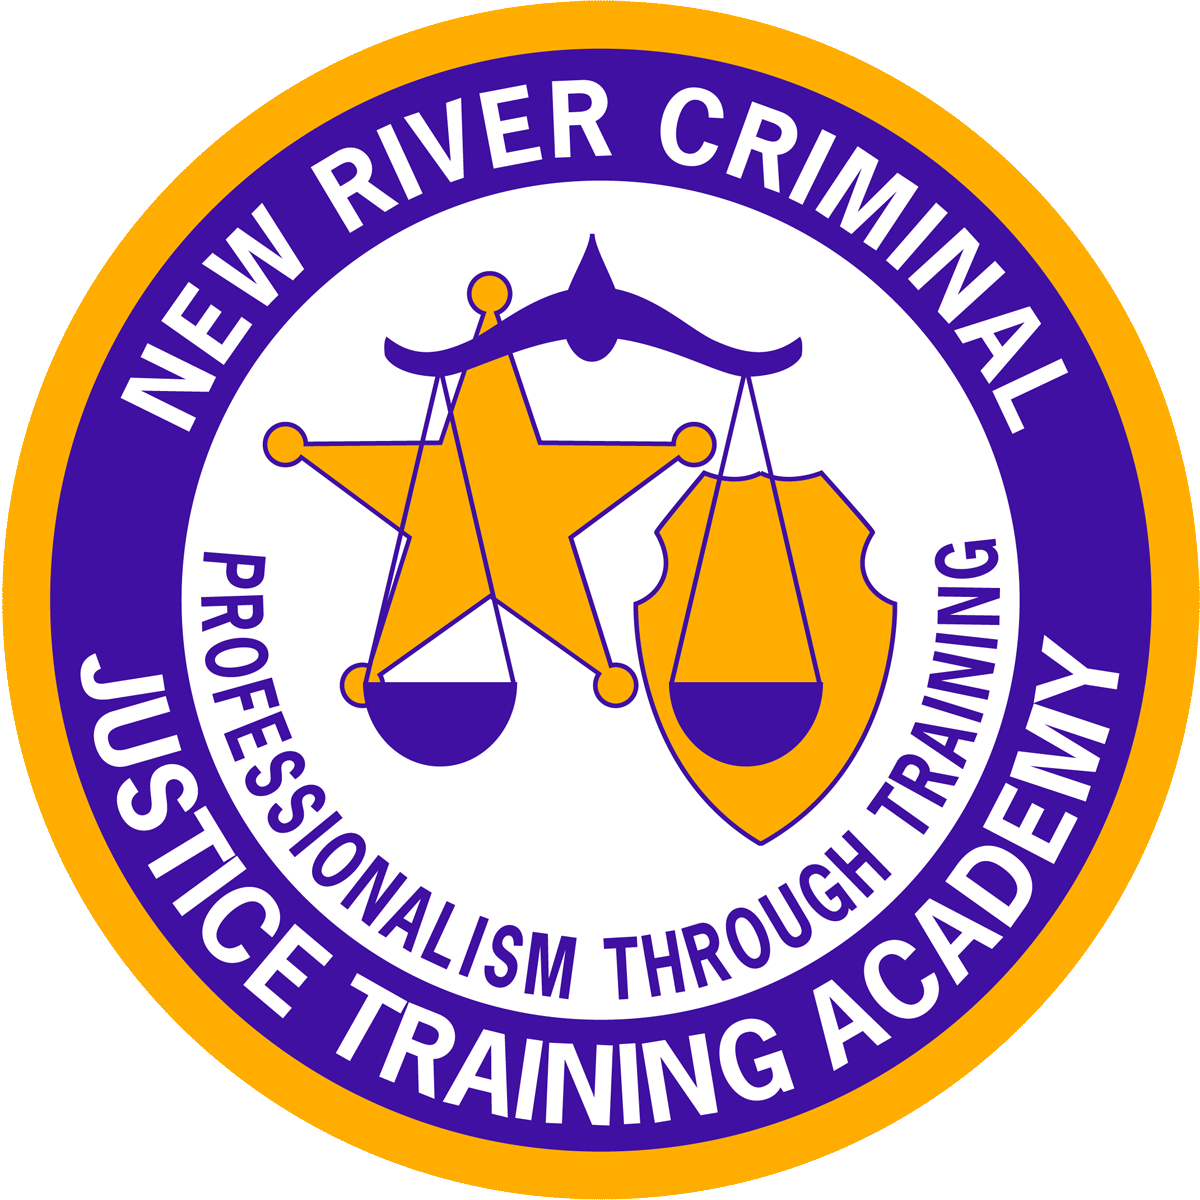 NEW RIVER CRIMINAL
JUSTICE TRAINING ACADEMY
PROFESSIONALISM THROUGH TRAINING